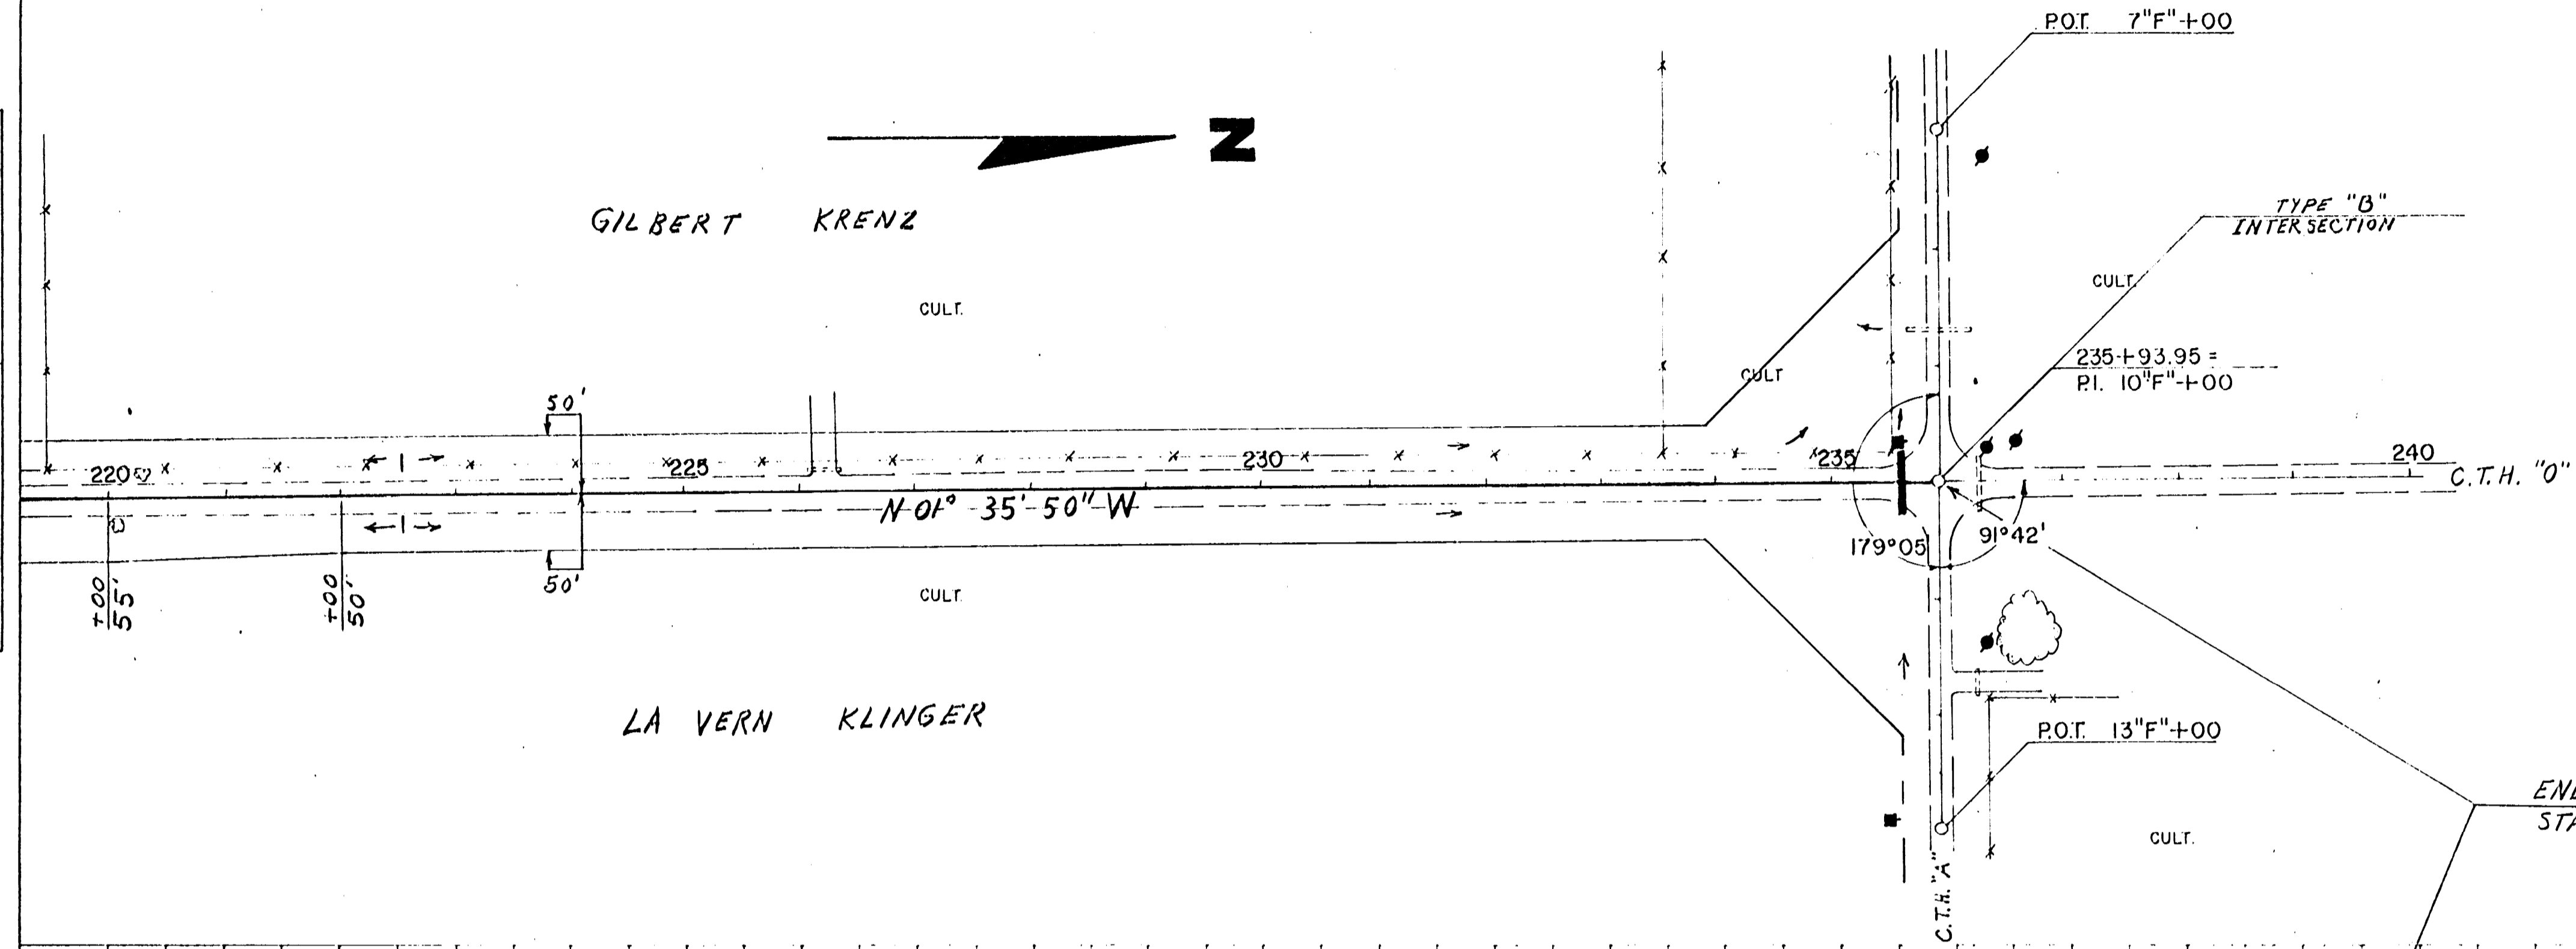 P.O.T. 7"F"+00
N
TYPE "B"
INTERSECTION
GILBERT KRENZ
CULT.
CULT.
235+93.95 =
P.I. 10"F"+00
CULT
50'
220
225
230
235
240
C.T.H. "O"
N 01° 35' 50" W
179°05'
91°42'
50'
+00
55'
+00
50'
CULT.
LA VERN KLINGER
P.O.T. 13"F"+00
CULT.
C.T.H. "A"